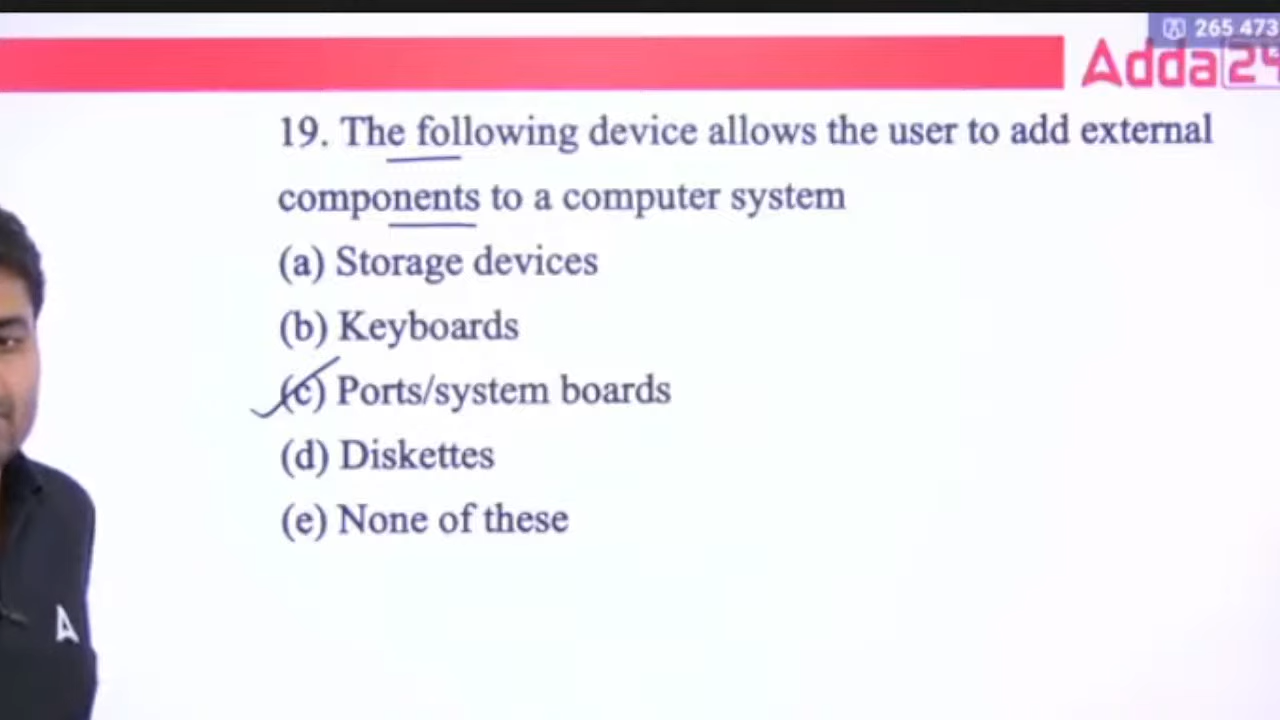 265 473
Adda24
19. The following device allows the user to add external
components to a computer system
(a) Storage devices
(b) Keyboards
(c) Ports/system boards
(d) Diskettes
(e) None of these